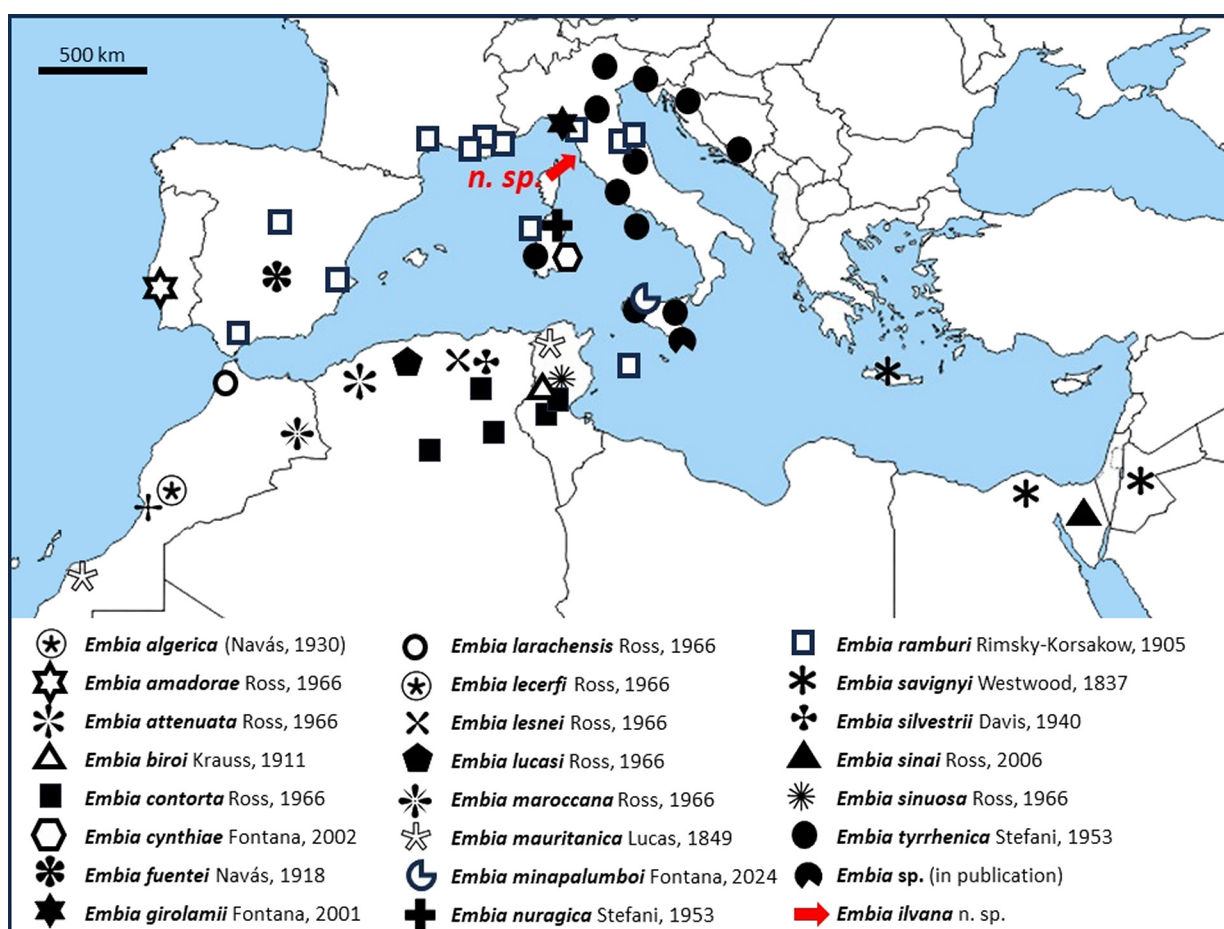 500 km
n. sp.
Embia algerica (Navás, 1930)
Embia amadorae Ross, 1966
Embia attenuata Ross, 1966
Embia biroi Krauss, 1911
Embia contorta Ross, 1966
Embia cynthiae Fontana, 2002
Embia fuentei Navás, 1918
Embia girolamii Fontana, 2001
Embia larachensis Ross, 1966
Embia lecerfi Ross, 1966
Embia lesnei Ross, 1966
Embia lucasi Ross, 1966
Embia maroccana Ross, 1966
Embia mauritanica Lucas, 1849
Embia minapalumboi Fontana, 2024
Embia nuragica Stefani, 1953
Embia ramburi Rimsky-Korsakow, 1905
Embia savignyi Westwood, 1837
Embia silvestrii Davis, 1940
Embia sinai Ross, 2006
Embia sinuosa Ross, 1966
Embia tyrrhenica Stefani, 1953
Embia sp. (in publication)
Embia ilvana n. sp.